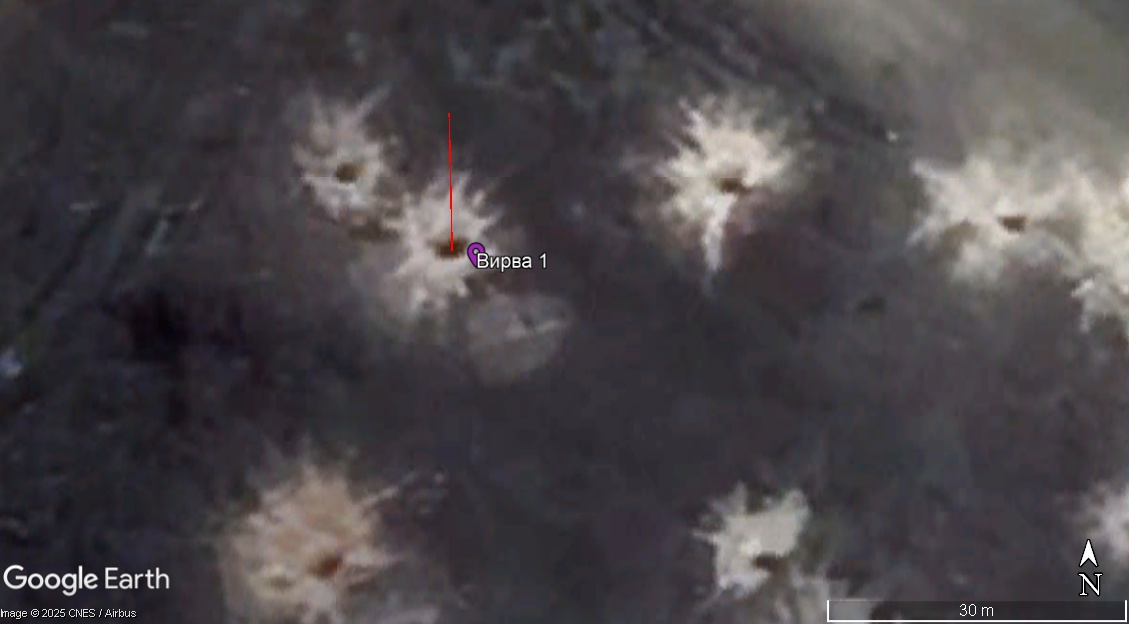 Вирва 1
Google Earth
Image © 2025 CNES / Airbus
30 m
N